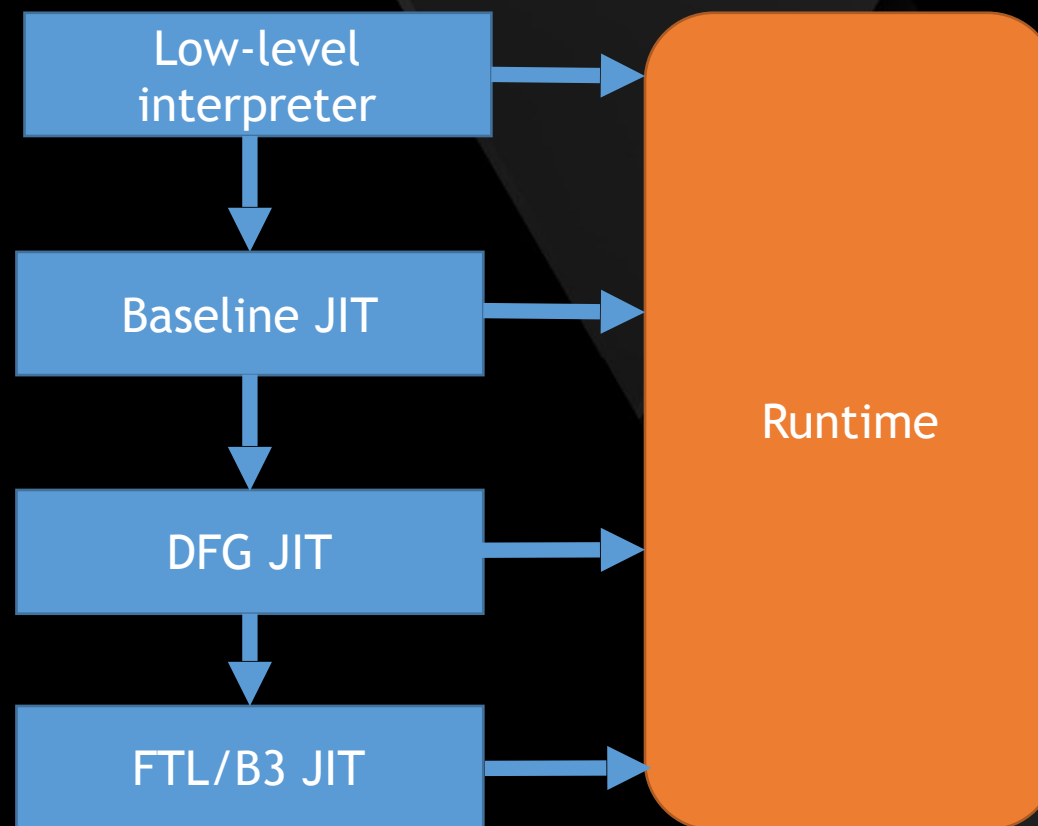 Low-level
interpreter
Baseline JIT
Runtime
DFG JIT
FTL/B3 JIT